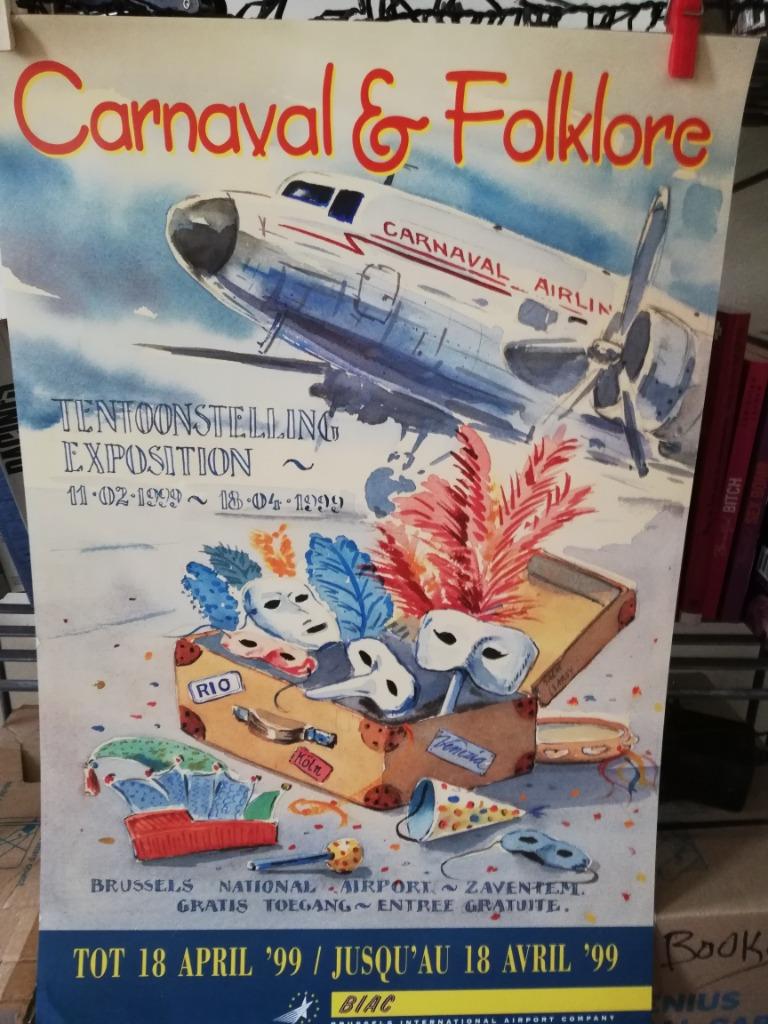 Carnaval & Folklore
CARNAVAL AIRLIN
TENTOONSTELLING
EXPOSITION ~
11·02·1999 ~ 18·04·1999
RIO
Köln
Venezia
BRUSSELS NATIONAL AIRPORT ~ ZAVENTEM.
GRATIS TOEGANG ~ ENTREE GRATUITE.
TOT 18 APRIL '99 / JUSQU'AU 18 AVRIL '99
BIAC
BRUSSELS INTERNATIONAL AIRPORT COMPANY
BITCH
BOOK
ENIUS